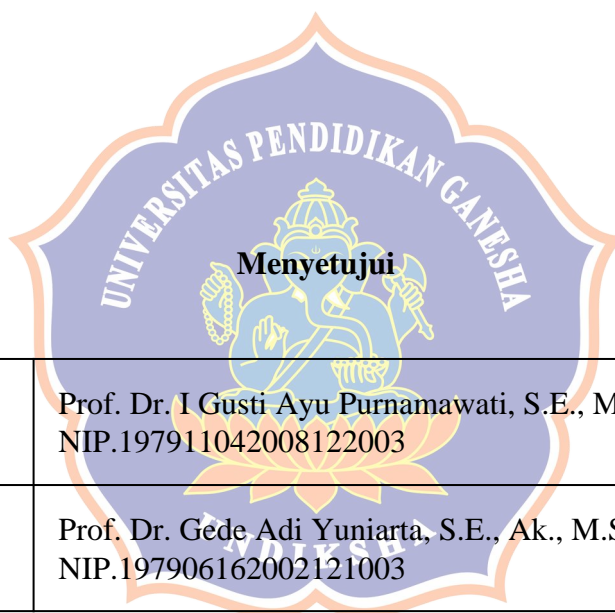 UNIVERSITAS PENDIDIKAN GANESHA
Menyetujui
Prof. Dr. I Gusti Ayu Purnamawati, S.E., M
NIP.197911042008122003
Prof. Dr. Gede Adi Yuniarta, S.E., Ak., M.S
NIP.197906162002121003
UNDIKSHA